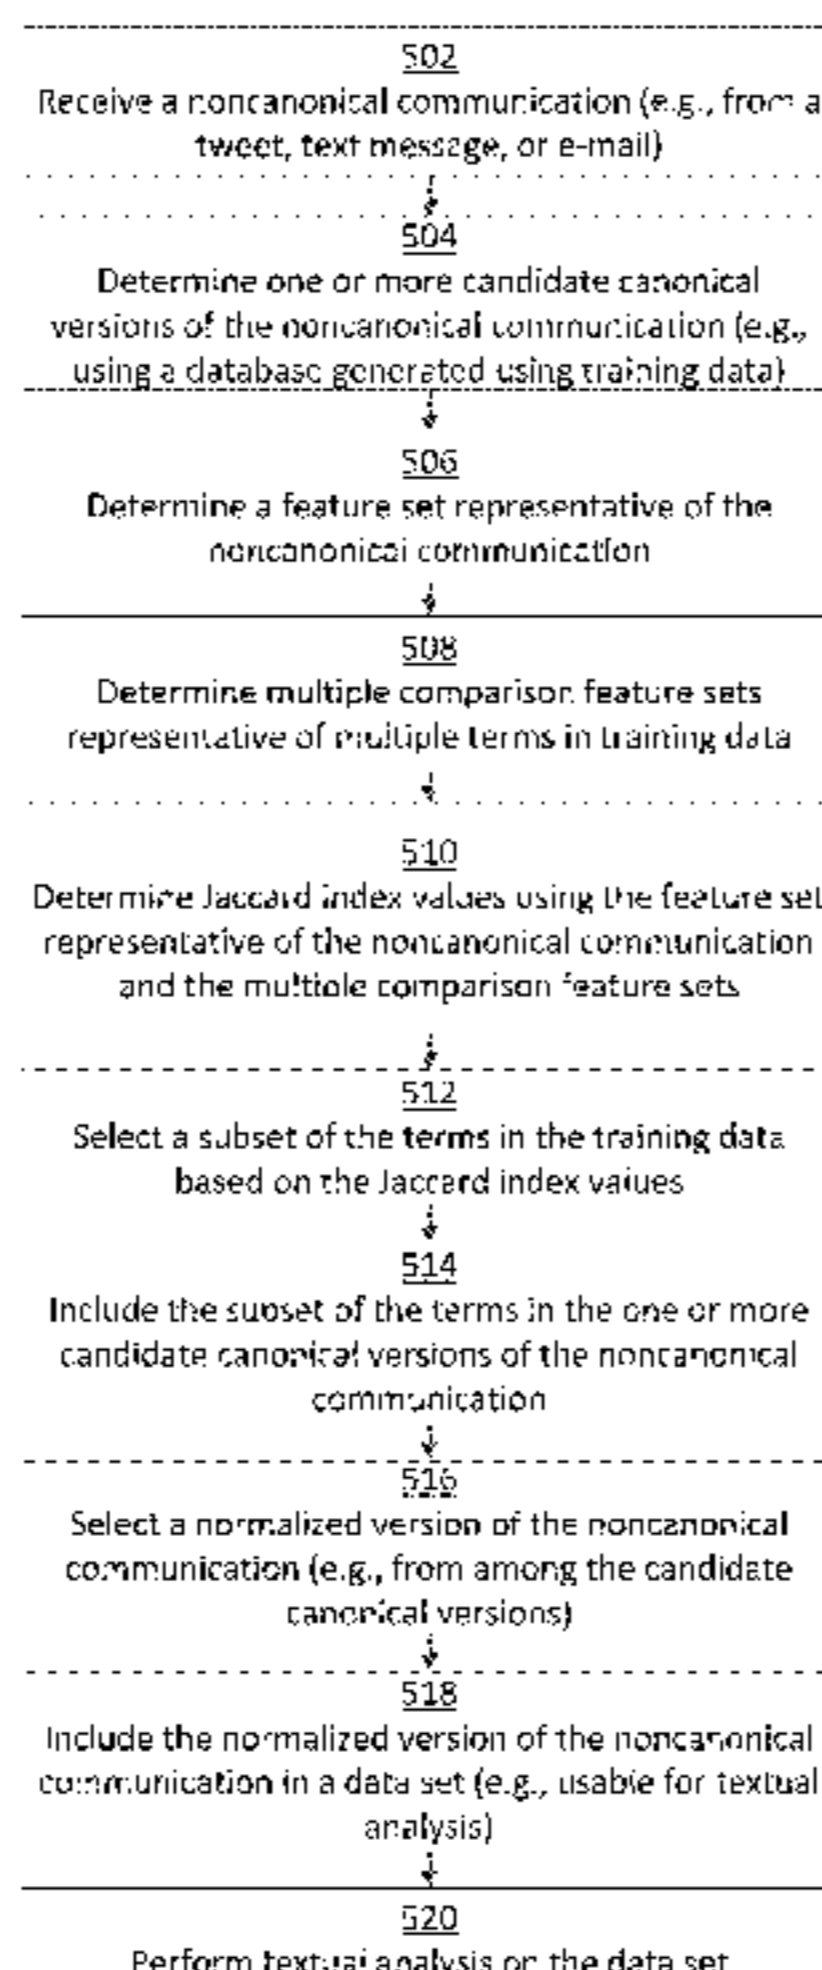 502
Receive a noncanonical communication (e.g., from a
tweet, text message, or e-mail)
504
Determine one or more candidate canonical
versions of the noncanonical communication (e.g.,
using a database generated using training data)
506
Determine a feature set representative of the
noncanonical communication
508
Determine multiple comparison feature sets
representative of multiple terms in training data
510
Determine Jaccard index values using the feature set
representative of the noncanonical communication
and the multiple comparison feature sets
512
Select a subset of the terms in the training data
based on the Jaccard index values
514
Include the subset of the terms in the one or more
candidate canonical versions of the noncanonical
communication
516
Select a normalized version of the noncanonical
communication (e.g., from among the candidate
canonical versions)
518
Include the normalized version of the noncanonical
communication in a data set (e.g., usable for textual
analysis)
520
Perform textual analysis on the data set